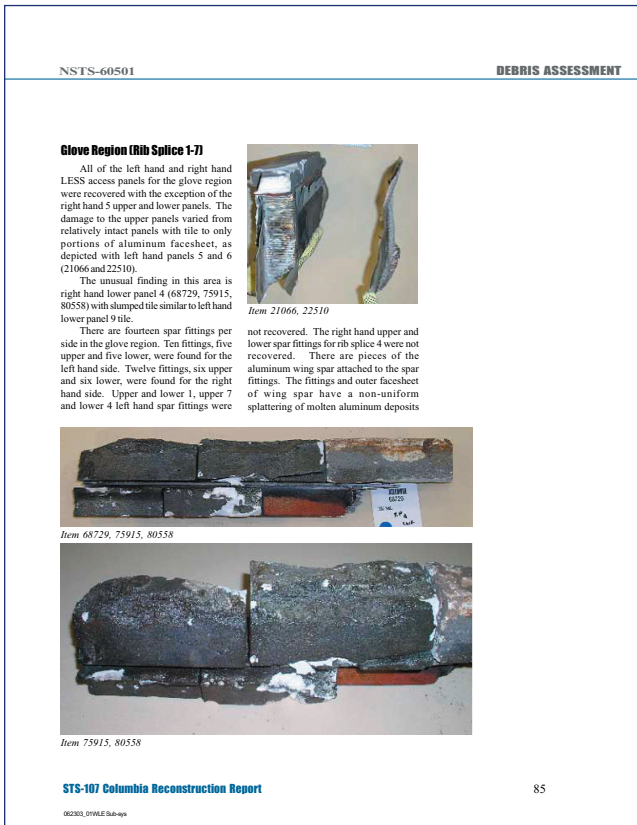 NSTS-60501
DEBRIS ASSESSMENT
Glove Region (Rib Splice 1-7)
All of the left hand and right hand
LESS access panels for the glove region
were recovered with the exception of the
right hand 5 upper and lower panels. The
damage to the upper panels varied from
relatively intact panels with tile to only
portions of aluminum facesheet, as
depicted with left hand panels 5 and 6
(21066 and 22510).
The unusual finding in this area is
right hand lower panel 4 (68729, 75915,
80558) with slumped tile similar to left hand
lower panel 9 tile.
There are fourteen spar fittings per
side in the glove region. Ten fittings, five
upper and five lower, were found for the
left hand side. Twelve fittings, six upper
and six lower, were found for the right
hand side. Upper and lower 1, upper 7
and lower 4 left hand spar fittings were
Item 21066, 22510
not recovered. The right hand upper and
lower spar fittings for rib splice 4 were not
recovered. There are pieces of the
aluminum wing spar attached to the spar
fittings. The fittings and outer facesheet
of wing spar have a non-uniform
splattering of molten aluminum deposits
68729
Item 68729, 75915, 80558
Item 75915, 80558
STS-107 Columbia Reconstruction Report
85
062303_01WLE Sub-sys